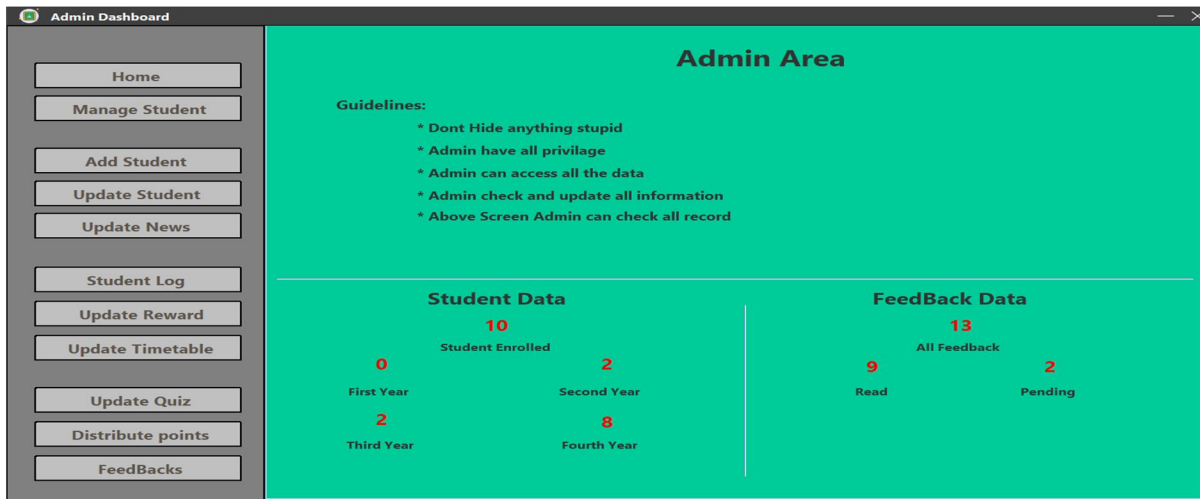 Admin Dashboard
Home
Manage Student
Add Student
Update Student
Update News
Student Log
Update Reward
Update Timetable
Update Quiz
Distribute points
FeedBacks
Admin Area
Guidelines:
* Dont Hide anything stupid
* Admin have all privilage
* Admin can access all the data
* Admin check and update all information
* Above Screen Admin can check all record
Student Data
10
Student Enrolled
0 2
First Year Second Year
2 8
Third Year Fourth Year
FeedBack Data
13
All Feedback
9 2
Read Pending